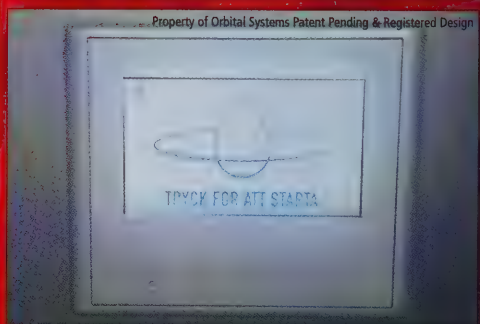 Property of Orbital Systems Patent Pending & Registered Design
TRYCK FÖR ATT STARTA